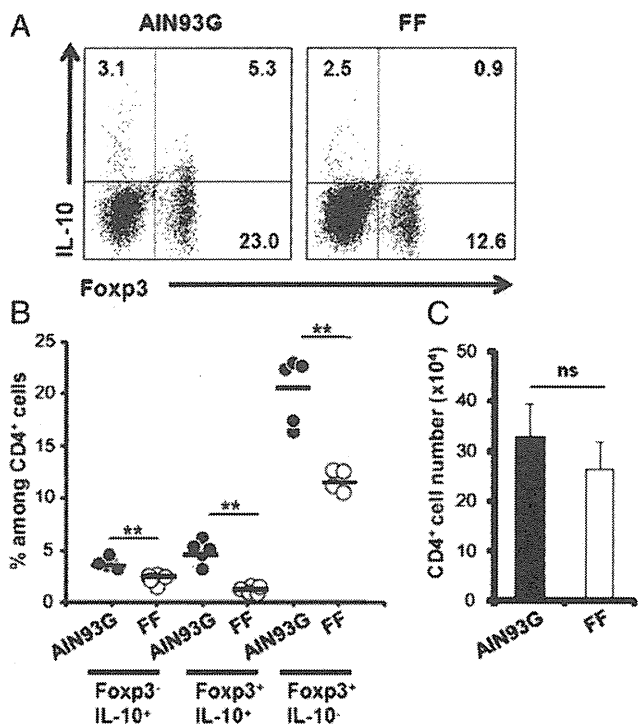 A
AIN93G
FF
3.1
5.3
2.5
0.9
23.0
12.6
IL-10
Foxp3
B
% among CD4⁺ cells
25
20
15
10
5
0
**
**
**
AIN93G
FF
AIN93G
FF
AIN93G
FF
Foxp3⁻
IL-10⁺
Foxp3⁺
IL-10⁺
Foxp3⁺
IL-10⁻
C
CD4⁺ cell number (x10⁴)
50
40
30
20
10
0
ns
AIN93G
FF